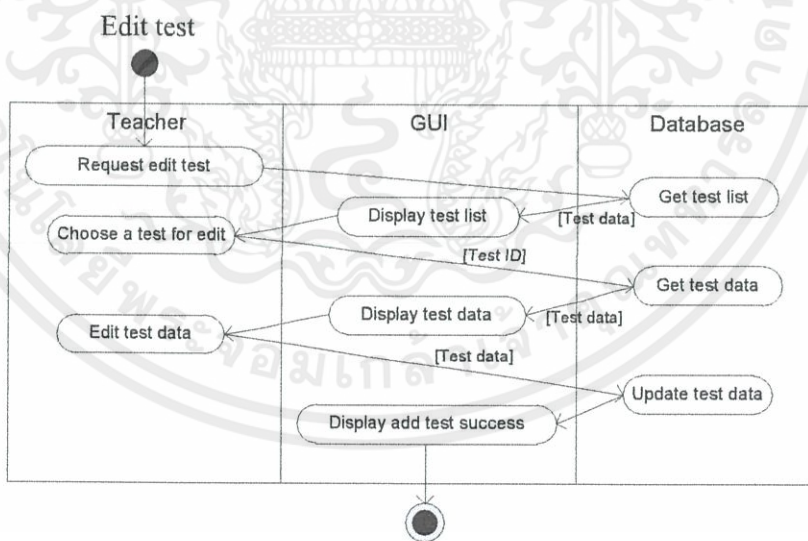 Edit test
Teacher
GUI
Database
Request edit test
Get test list
Display test list
[Test data]
Choose a test for edit
[Test ID]
Get test data
Display test data
[Test data]
Edit test data
[Test data]
Update test data
Display add test success